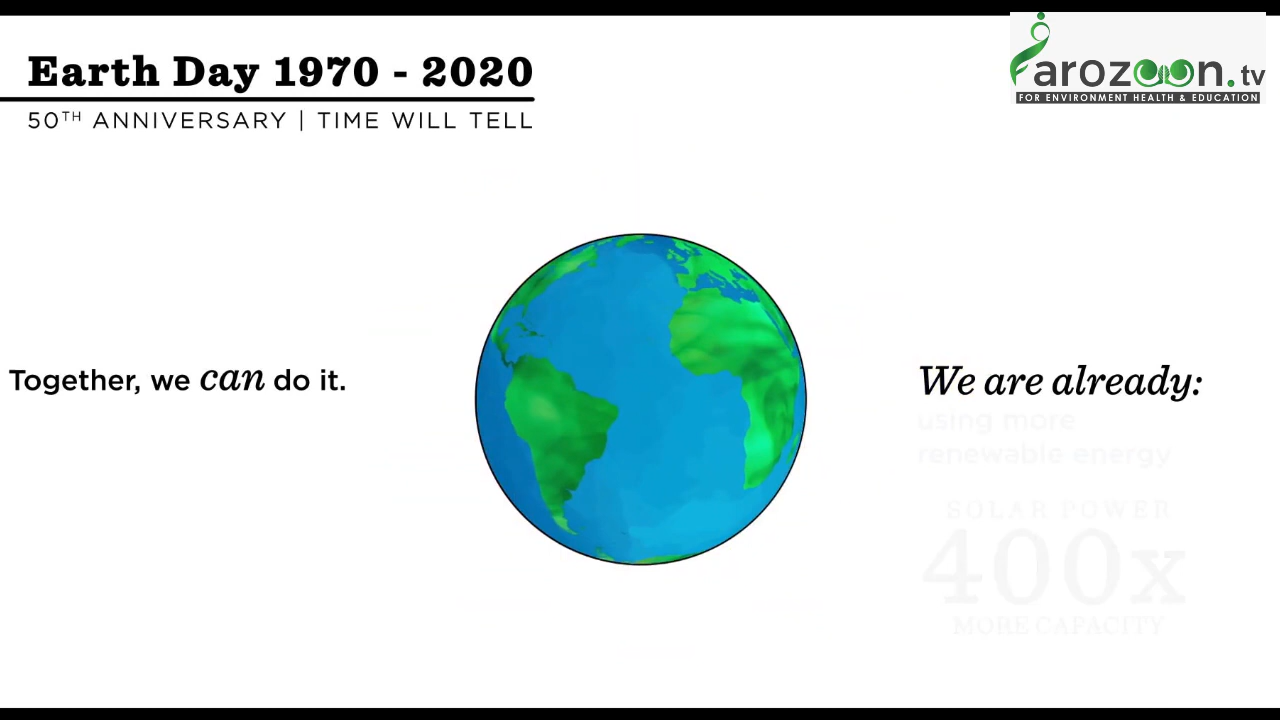 Earth Day 1970 - 2020
50TH ANNIVERSARY | TIME WILL TELL
farozoon.tv
FOR ENVIRONMENT HEALTH & EDUCATION
Together, we can do it.
We are already:
using more
renewable energy
SOLAR POWER
400x
MORE CAPACITY